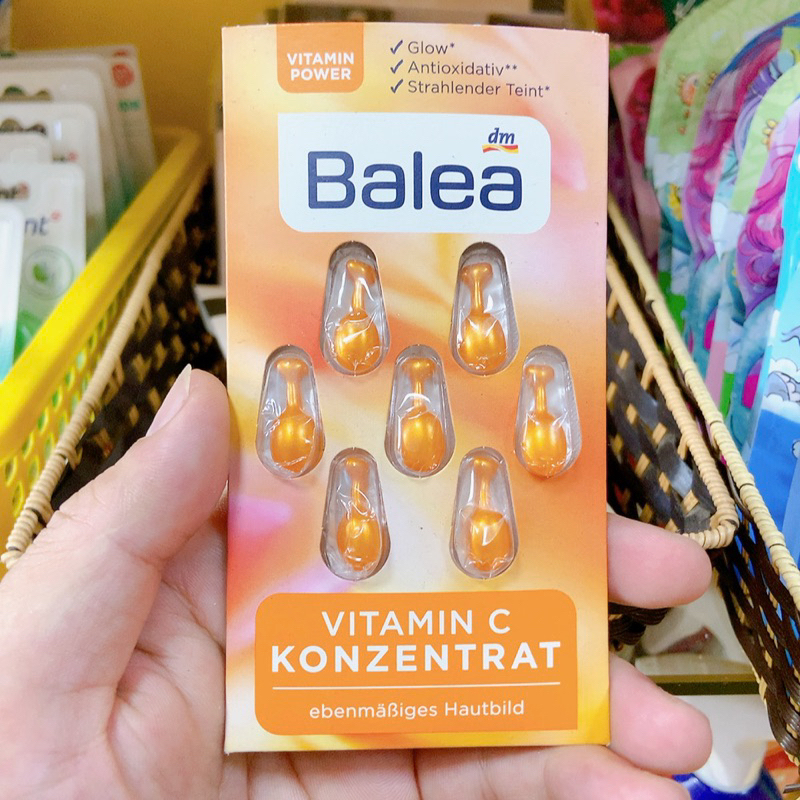 VITAMIN
POWER
✓ Glow*
✓ Antioxidativ**
✓ Strahlender Teint*
dm
Balea
VITAMIN C
KONZENTRAT
ebenmäßiges Hautbild